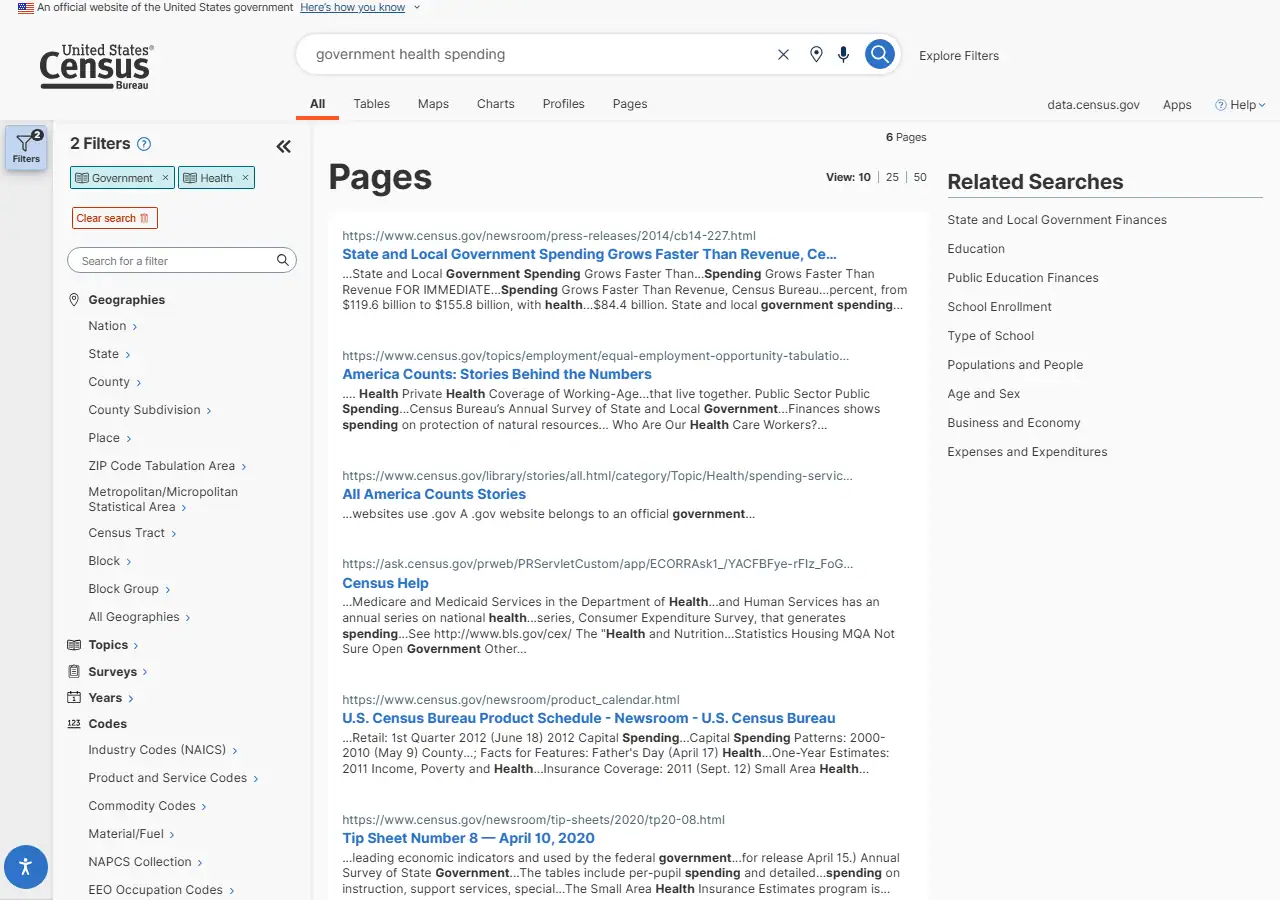 An official website of the United States government Here's how you know
United States®
Census
Bureau
government health spending
Explore Filters
All Tables Maps Charts Profiles Pages
data.census.gov Apps Help
2
Filters
2 Filters
Government × Health ×
Clear search
Search for a filter
Geographies
Nation
State
County
County Subdivision
Place
ZIP Code Tabulation Area
Metropolitan/Micropolitan
Statistical Area
Census Tract
Block
Block Group
All Geographies
Topics
Surveys
Years
123 Codes
Industry Codes (NAICS)
Product and Service Codes
Commodity Codes
Material/Fuel
NAPCS Collection
EEO Occupation Codes
6 Pages
Pages
View: 10 | 25 | 50
https://www.census.gov/newsroom/press-releases/2014/cb14-227.html
State and Local Government Spending Grows Faster Than Revenue, Ce...
...State and Local Government Spending Grows Faster Than...Spending Grows Faster Than
Revenue FOR IMMEDIATE...Spending Grows Faster Than Revenue, Census Bureau...percent, from
$119.6 billion to $155.8 billion, with health...$84.4 billion. State and local government spending...
https://www.census.gov/topics/employment/equal-employment-opportunity-tabulatio...
America Counts: Stories Behind the Numbers
.... Health Private Health Coverage of Working-Age...that live together. Public Sector Public
Spending...Census Bureau's Annual Survey of State and Local Government...Finances shows
spending on protection of natural resources... Who Are Our Health Care Workers?...
https://www.census.gov/library/stories/all.html/category/Topic/Health/spending-servic...
All America Counts Stories
...websites use .gov A .gov website belongs to an official government...
https://ask.census.gov/prweb/PRServletCustom/app/ECORRAsk1_/YACFBFye-rFIz_FoG...
Census Help
...Medicare and Medicaid Services in the Department of Health...and Human Services has an
annual series on national health...series, Consumer Expenditure Survey, that generates
spending...See http://www.bls.gov/cex/ The "Health and Nutrition...Statistics Housing MQA Not
Sure Open Government Other...
https://www.census.gov/newsroom/product_calendar.html
U.S. Census Bureau Product Schedule - Newsroom - U.S. Census Bureau
...Retail: 1st Quarter 2012 (June 18) 2012 Capital Spending...Capital Spending Patterns: 2000-
2010 (May 9) County...; Facts for Features: Father's Day (April 17) Health...One-Year Estimates:
2011 Income, Poverty and Health...Insurance Coverage: 2011 (Sept. 12) Small Area Health...
https://www.census.gov/newsroom/tip-sheets/2020/tp20-08.html
Tip Sheet Number 8 — April 10, 2020
...leading economic indicators and used by the federal government...for release April 15.) Annual
Survey of State Government...The tables include per-pupil spending and detailed...spending on
instruction, support services, special...The Small Area Health Insurance Estimates program is...
Related Searches
State and Local Government Finances
Education
Public Education Finances
School Enrollment
Type of School
Populations and People
Age and Sex
Business and Economy
Expenses and Expenditures